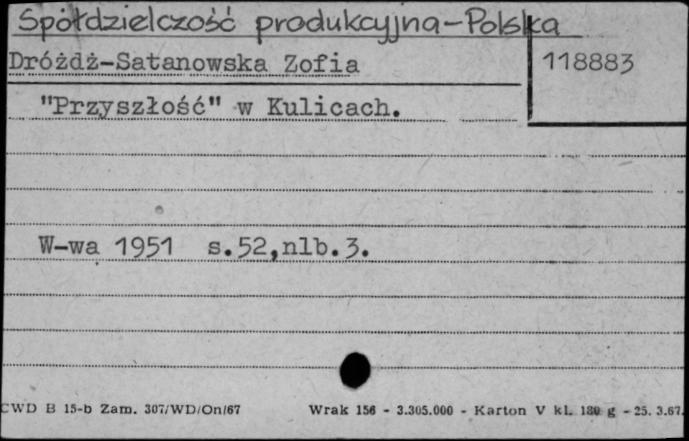 Spółdzielczość produkcyjna-Polska
Dróżdż-Satanowska Zofia
118883
"Przyszłość" w Kulicach.
W-wa 1951 s.52,nlb.3.
CWD B 15-b Zam. 307/WD/On/67 Wrak 156 - 3.305.000 - Karton V kl. 180 g - 25. 3.67.